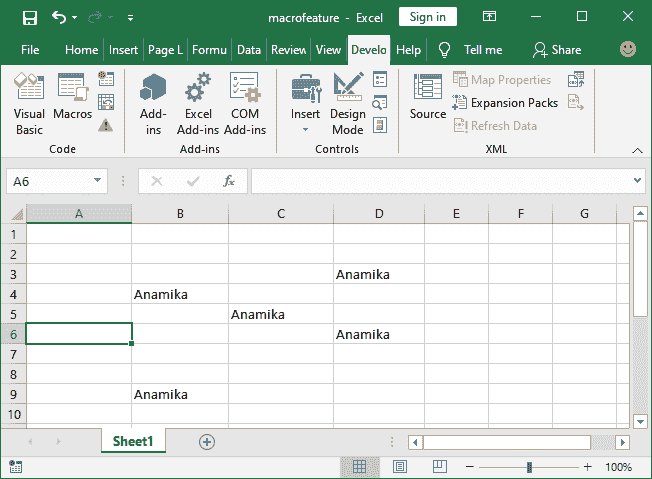 macrofeature - Excel Sign in
File Home Insert Page L Formu Data Review View Develo Help Tell me Share
Visual Basic Macros Add-ins Excel Add-ins COM Add-ins Insert Design Mode Source Map Properties
Expansion Packs
Refresh Data
Code Add-ins Controls XML
A6 fx
A B C D E F G
1
2
3 Anamika
4 Anamika
5 Anamika
6 Anamika
7
8
9 Anamika
10
Sheet1
100%